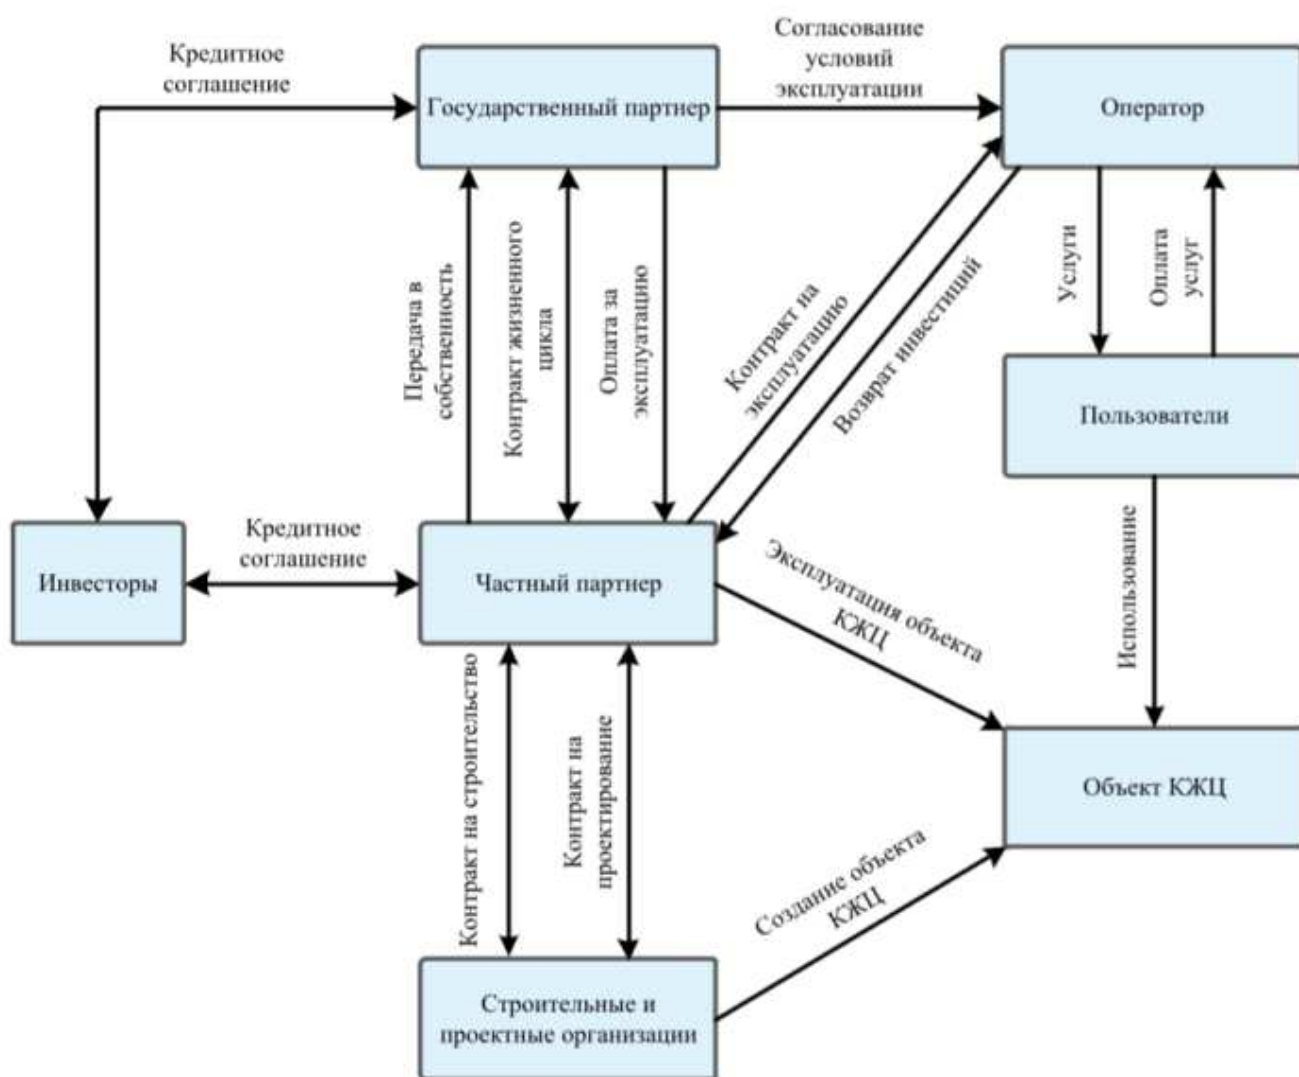 Кредитное
соглашение
Согласование
условий
эксплуатации
Государственный партнер
Оператор
Передача в
собственность
Контракт жизненного
цикла
Оплата за
эксплуатацию
Контракт на
эксплуатацию
Возврат инвестиций
Услуги
Оплата
услуг
Пользователи
Кредитное
соглашение
Инвесторы
Частный партнер
Эксплуатация объекта
КЖЦ
Использование
Контракт на строительство
Контракт на
проектирование
Объект КЖЦ
Создание объекта
КЖЦ
Строительные и
проектные организации